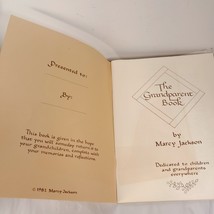 Presented to:
By:
This book is given in the hope
that you will someday return it to
your grandchildren, complete with
your memories and reflections.
© 1981 Marcy Jackson
The
Grandparent
Book
by
Marcy Jackson
Dedicated to children
and grandparents
everywhere